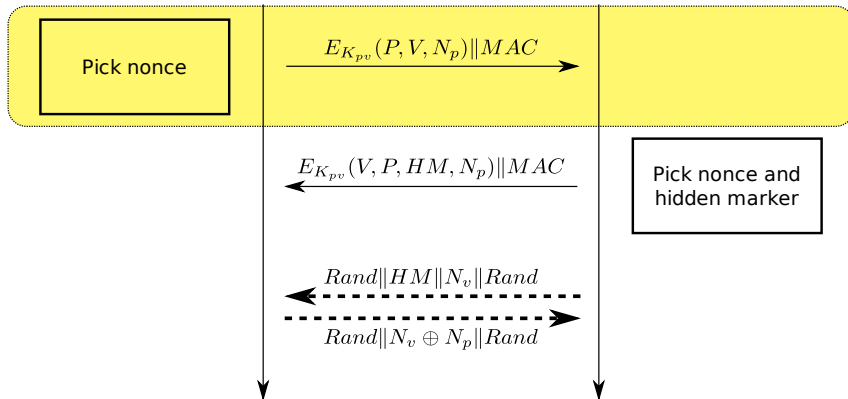 Pick nonce
E_{K_{pv}}(P, V, N_p)‖MAC
E_{K_{pv}}(V, P, HM, N_p)‖MAC
Pick nonce and
hidden marker
Rand‖HM‖N_v‖Rand
Rand‖N_v ⊕ N_p‖Rand